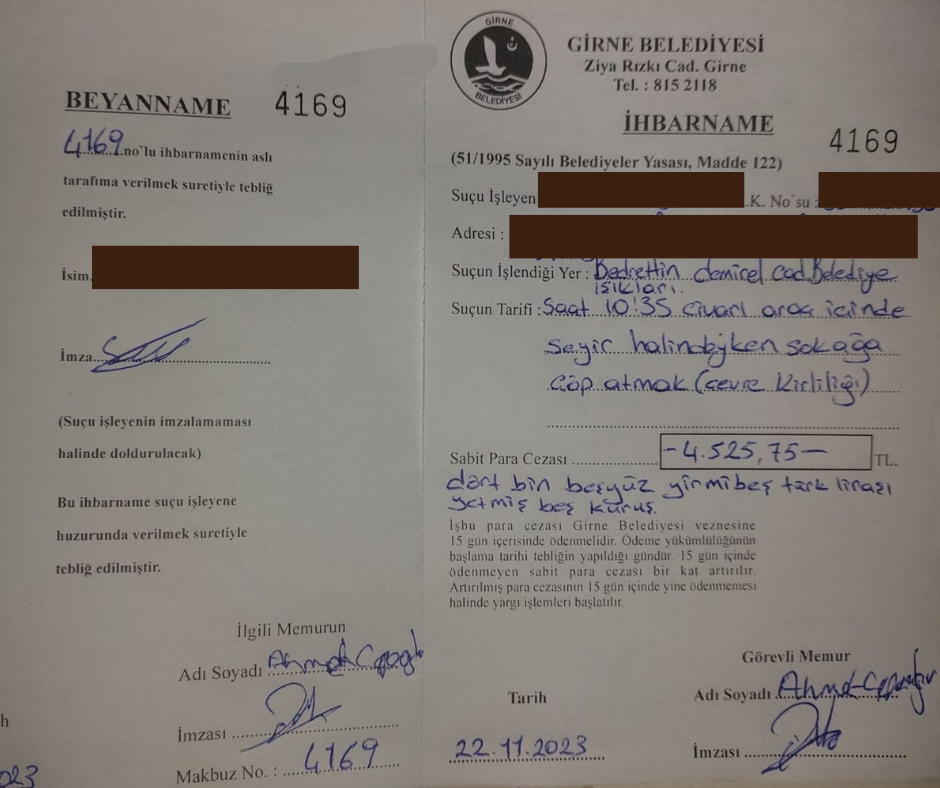 BEYANNAME 4169
4169 no`lu ihbarnamenin aslı
tarafıma verilmek suretiyle tebliğ
edilmiştir.
İsim
İmza
(Suçu işleyenin imzalamaması
halinde doldurulacak)
Bu ihbarname suçu işleyene
huzurunda verilmek suretiyle
tebliğ edilmiştir.
İlgili Memurun
Adı Soyadı Ahmet
İmzası
Makbuz No. : 4169
h
023
GİRNE
BELEDİYESİ
GİRNE BELEDİYESİ
Ziya Rızkı Cad. Girne
Tel. : 815 2118
İHBARNAME
4169
(51/1995 Sayılı Belediyeler Yasası, Madde 122)
Suçu İşleyen .K. No`su :
Adresi :
Suçun İşlendiği Yer : Bedrettin demirel cad. Belediye
ışıkları.
Suçun Tarifi : Saat 10:35 civarı araç içinde
seyir halindeyken sokağa
çöp atmak (çevre kirliliği)
Sabit Para Cezası -4.525,75- TL.
dört bin beşyüz yirmibeş türk lirası
yetmiş beş kuruş.
İşbu para cezası Girne Belediyesi veznesine
15 gün içerisinde ödenmelidir. Ödeme yükümlülüğünün
başlama tarihi tebliğin yapıldığı gündür. 15 gün içinde
ödenmeyen sabit para cezası bir kat artırılır.
Artırılmış para cezasının 15 gün içinde yine ödenmemesi
halinde yargı işlemleri başlatılır.
Tarih
22.11.2023
Görevli Memur
Adı Soyadı Ahmet
İmzası